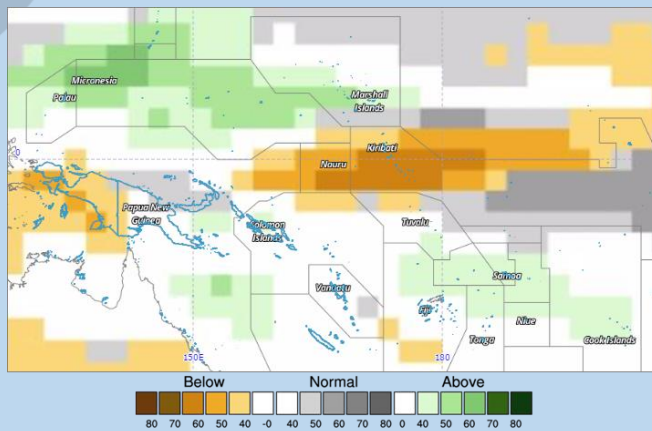 Micronesia
Palau
Marshall
Islands
0
Kiribati
Nauru
Papua New
Guinea
Solomon
Islands
Tuvalu
Samoa
Vanuatu
Fiji
Niue
Tonga
Cook Islands
150E
180
Below Normal Above
80 70 60 50 40 -0 40 50 60 70 80 0 40 50 60 70 80